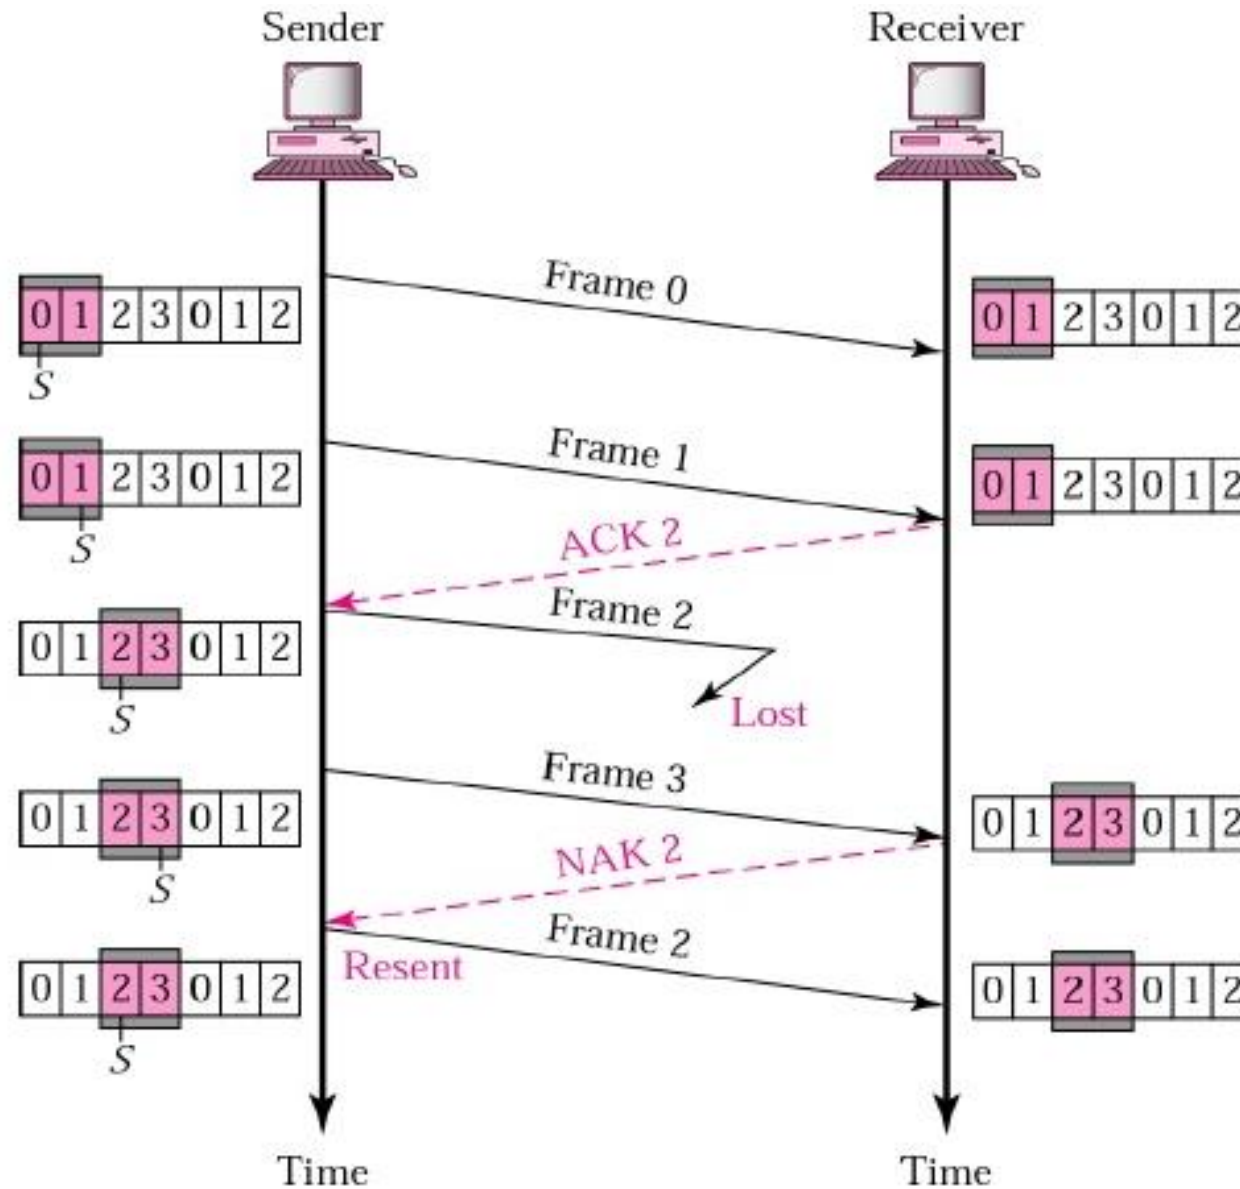 Sender Receiver
Frame 0
0 1 2 3 0 1 2 0 1 2 3 0 1 2
S
Frame 1
0 1 2 3 0 1 2 0 1 2 3 0 1 2
S
ACK 2
Frame 2
0 1 2 3 0 1 2
S
Lost
Frame 3
0 1 2 3 0 1 2 0 1 2 3 0 1 2
S
NAK 2
Frame 2
Resent
0 1 2 3 0 1 2 0 1 2 3 0 1 2
S
Time Time